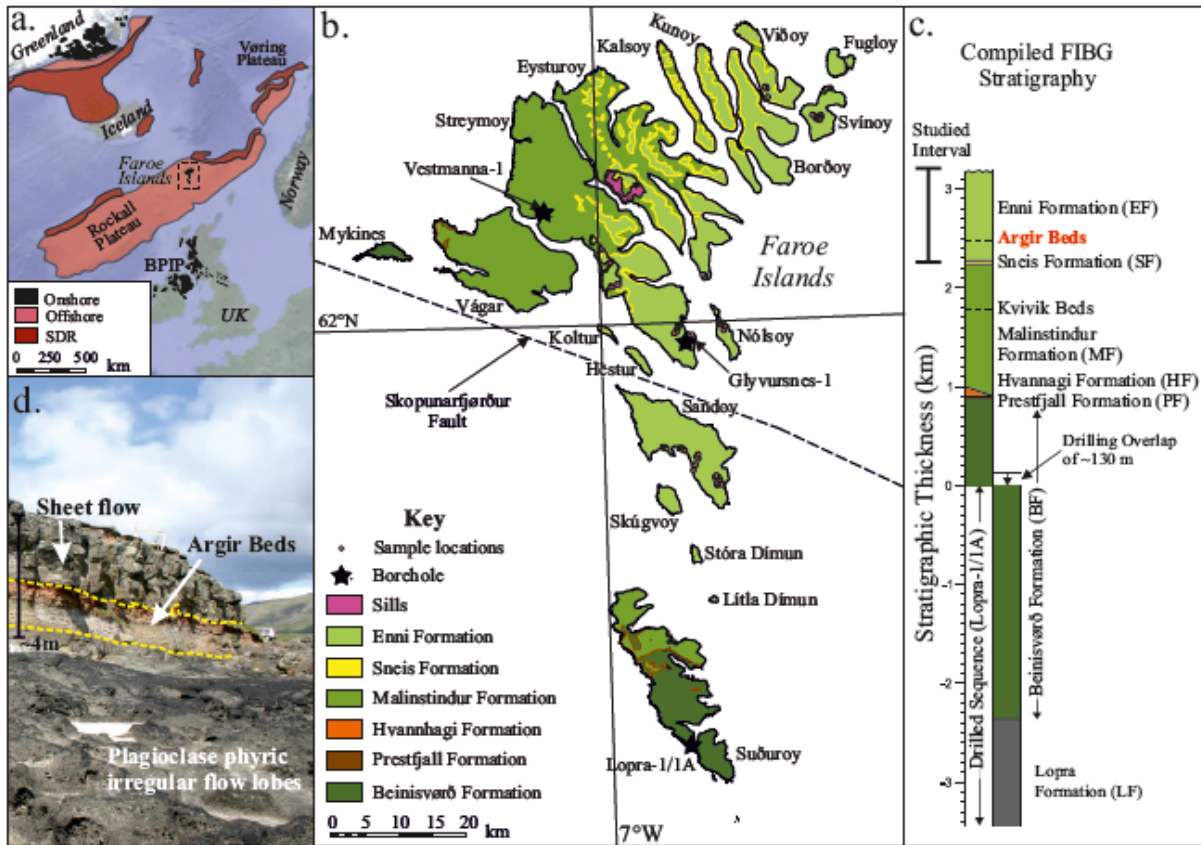 a.
Greenland
Vøring
Plateau
Iceland
Faroe
Islands
Norway
Rockall
Plateau
BPIP
UK
Onshore
Offshore
SDR
0 250 500
km
b.
Kalsoy
Kunoy
Viðoy
Fugloy
Eysturoy
Streymoy
Svínoy
Borðoy
Vestmanna-1
Mykines
Faroe
Islands
Vágar
62°N
Koltur
Nólsoy
Hestur
Glyvursnes-1
Skopunarfjørður
Fault
Sandoy
Skúgvoy
Stóra Dímun
Lítla Dímun
Key
Sample locations
Borehole
Sills
Enni Formation
Sneis Formation
Malinstindur Formation
Hvannhagi Formation
Prestfjall Formation
Beinisvørð Formation
Lopra-1/1A
Suðuroy
0 5 10 20
km
7°W
c.
Compiled FIBG
Stratigraphy
Studied
Interval
3
Enni Formation (EF)
Argir Beds
Sneis Formation (SF)
2
Kvivik Beds
Malinstindur
Formation (MF)
Hvannagi Formation (HF)
1
Prestfjall Formation (PF)
Drilling Overlap
of ~130 m
0
-1
-2
-3
Stratigraphic Thickness (km)
Drilled Sequence (Lopra-1/1A)
Beinisvørð Formation (BF)
Lopra
Formation (LF)
d.
Sheet flow
Argir Beds
~4m
Plagioclase phyric
irregular flow lobes